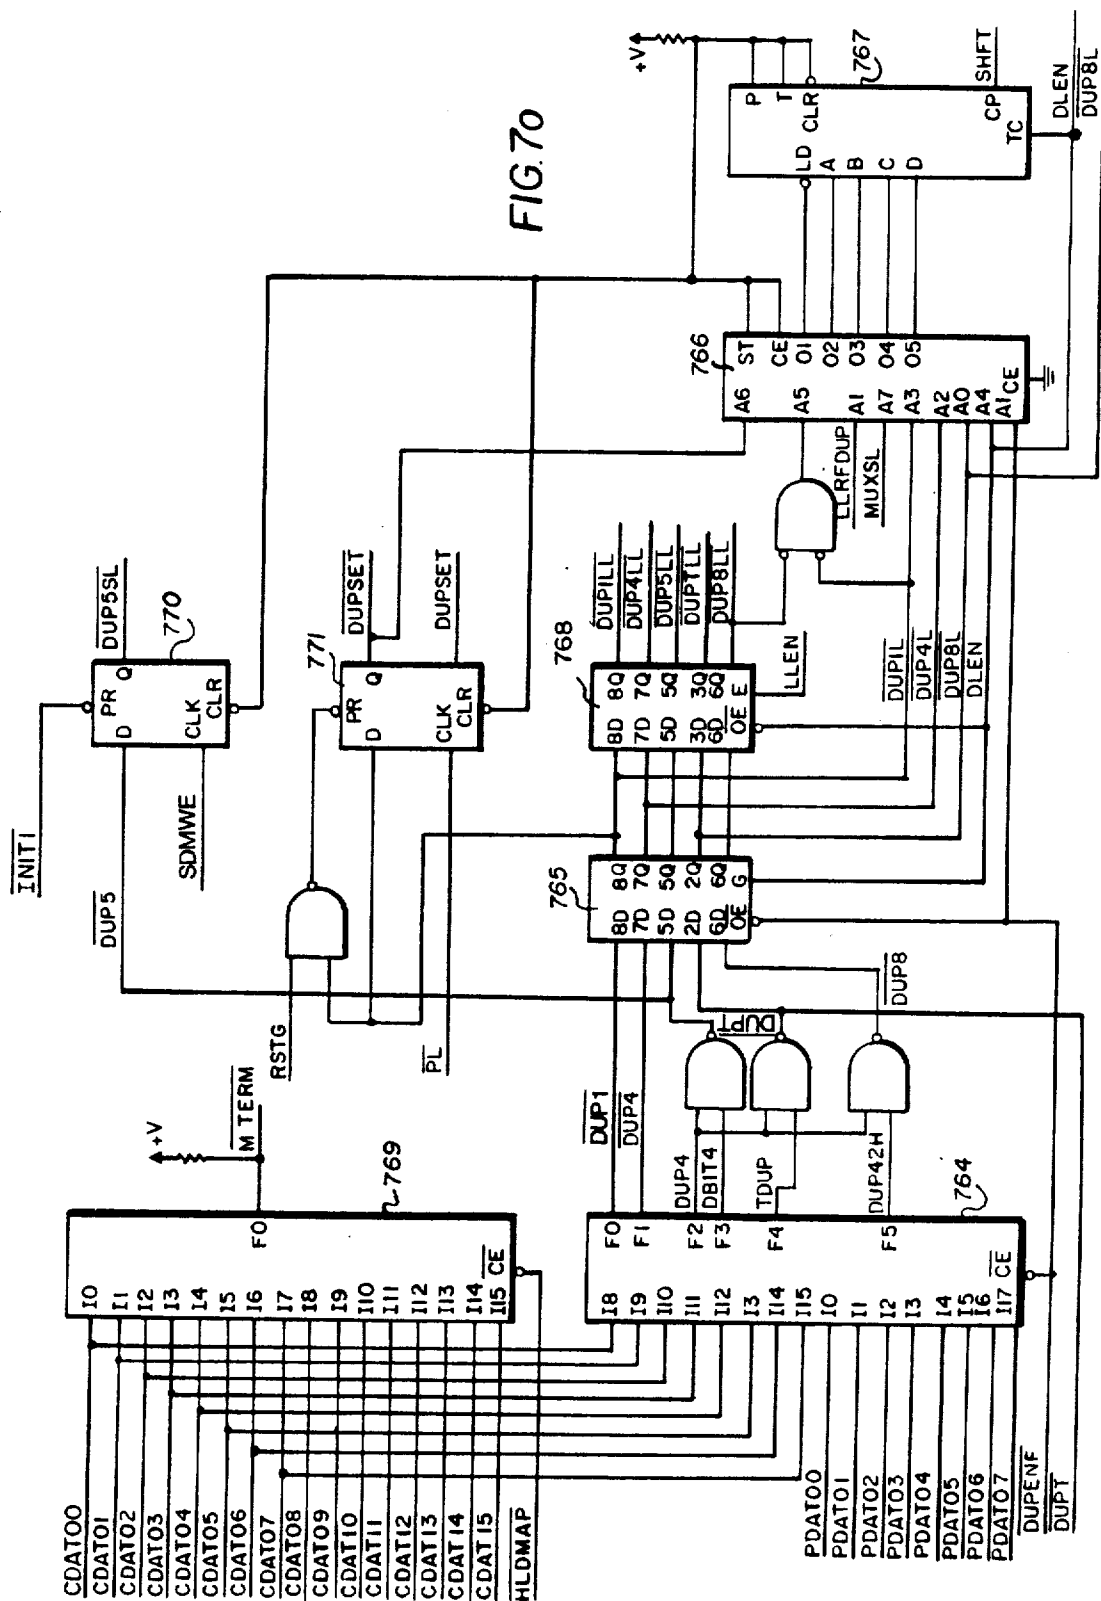 FIG. 7o
+V
P
T
CLR
LD
A
B
C
D
767
CP
SHFT
TC
DLEN
DUP8L
766
ST
CE
O1
O2
O3
O4
O5
A6
A5
A1
A7
A3
A2
A0
A4
A1
CE
LLRFDUP
MUXSL
INIT1
PR
D
Q
DUP5SL
770
CLK
CLR
SDMWE
DUP5
771
PR
D
Q
DUPSET
DUPSET
CLK
CLR
RSTG
PL
768
8D 8Q
7D 7Q
5D 5Q
3D 3Q
6D 6Q
OE E
DUP1LL
DUP4LL
DUP5LL
DUPTLL
DUP8LL
LLEN
DUP1L
DUP4L
DUP8L
DLEN
765
8D 8Q
7D 7Q
5D 5Q
2D 2Q
6D 6Q
OE G
DUP8
DUPT
DUP1
DUP4
DUP4
DBIT4
TDUP
DUP42H
+V
M TERM
769
F0
CE
I0
I1
I2
I3
I4
I5
I6
I7
I8
I9
I10
I11
I12
I13
I14
I15
CDAT00
CDAT01
CDAT02
CDAT03
CDAT04
CDAT05
CDAT06
CDAT07
CDAT08
CDAT09
CDAT10
CDAT11
CDAT12
CDAT13
CDAT14
CDAT15
HLDMAP
764
F0
F1
F2
F3
F4
F5
CE
I8
I9
I10
I11
I12
I3
I14
I15
I0
I1
I2
I3
I4
I5
I6
I17
PDAT00
PDAT01
PDAT02
PDAT03
PDAT04
PDAT05
PDAT06
PDAT07
DUPENF
DUPT